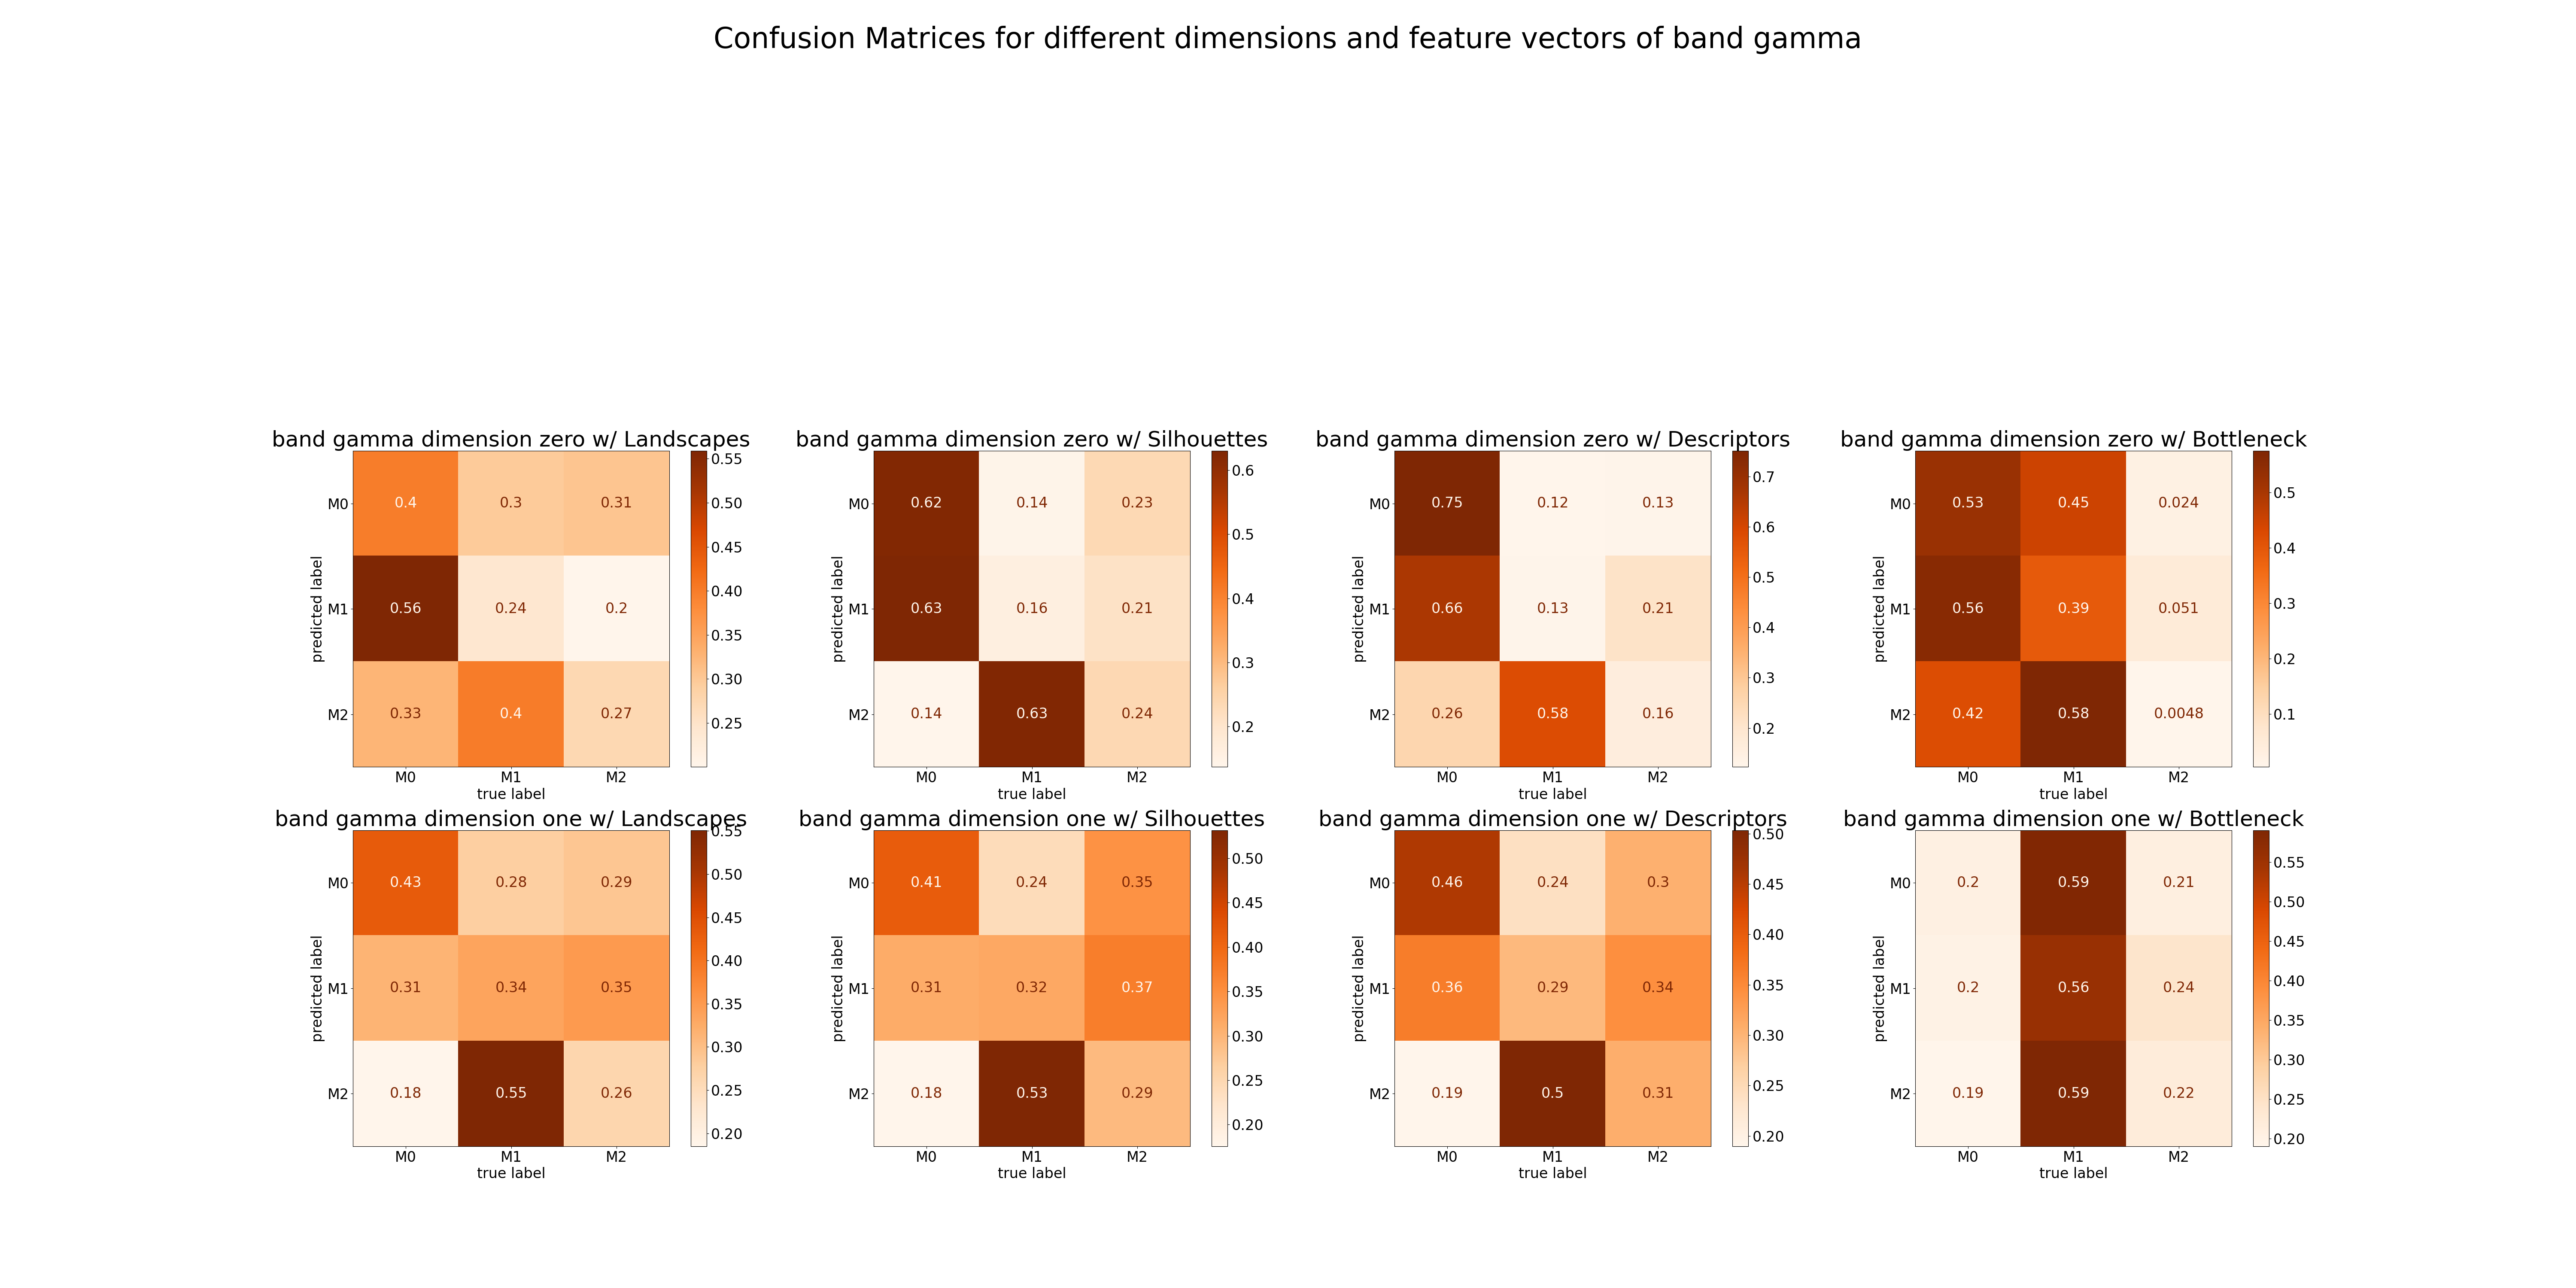 Confusion Matrices for different dimensions and feature vectors of band gamma
band gamma dimension zero w/ Landscapes
M0 0.4 0.3 0.31
M1 0.56 0.24 0.2
M2 0.33 0.4 0.27
M0 M1 M2
true label
predicted label
0.55
0.50
0.45
0.40
0.35
0.30
0.25
band gamma dimension zero w/ Silhouettes
M0 0.62 0.14 0.23
M1 0.63 0.16 0.21
M2 0.14 0.63 0.24
M0 M1 M2
true label
predicted label
0.6
0.5
0.4
0.3
0.2
band gamma dimension zero w/ Descriptors
M0 0.75 0.12 0.13
M1 0.66 0.13 0.21
M2 0.26 0.58 0.16
M0 M1 M2
true label
predicted label
0.7
0.6
0.5
0.4
0.3
0.2
band gamma dimension zero w/ Bottleneck
M0 0.53 0.45 0.024
M1 0.56 0.39 0.051
M2 0.42 0.58 0.0048
M0 M1 M2
true label
predicted label
0.5
0.4
0.3
0.2
0.1
band gamma dimension one w/ Landscapes
M0 0.43 0.28 0.29
M1 0.31 0.34 0.35
M2 0.18 0.55 0.26
M0 M1 M2
true label
predicted label
0.55
0.50
0.45
0.40
0.35
0.30
0.25
0.20
band gamma dimension one w/ Silhouettes
M0 0.41 0.24 0.35
M1 0.31 0.32 0.37
M2 0.18 0.53 0.29
M0 M1 M2
true label
predicted label
0.50
0.45
0.40
0.35
0.30
0.25
0.20
band gamma dimension one w/ Descriptors
M0 0.46 0.24 0.3
M1 0.36 0.29 0.34
M2 0.19 0.5 0.31
M0 M1 M2
true label
predicted label
0.50
0.45
0.40
0.35
0.30
0.25
0.20
band gamma dimension one w/ Bottleneck
M0 0.2 0.59 0.21
M1 0.2 0.56 0.24
M2 0.19 0.59 0.22
M0 M1 M2
true label
predicted label
0.55
0.50
0.45
0.40
0.35
0.30
0.25
0.20